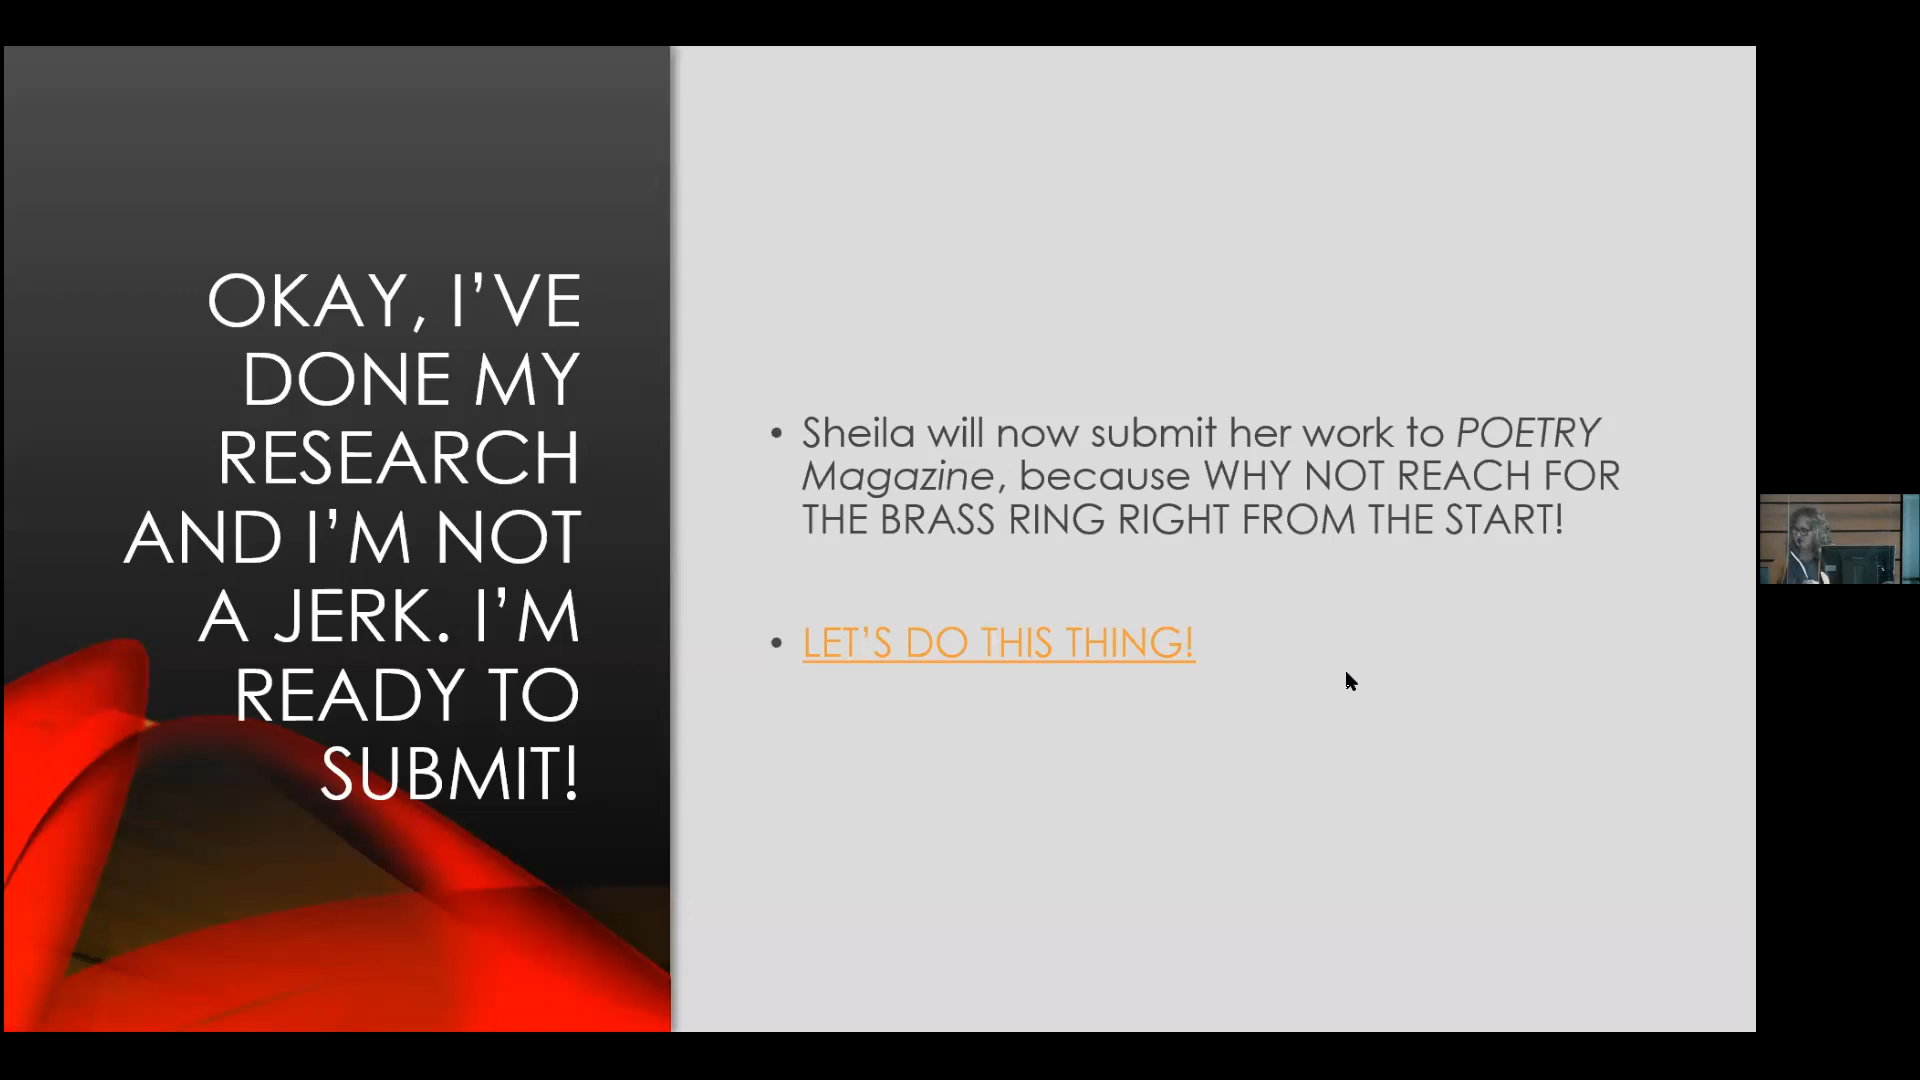 OKAY, I’VE
DONE MY
RESEARCH
AND I’M NOT
A JERK. I’M
READY TO
SUBMIT!
• Sheila will now submit her work to POETRY
Magazine, because WHY NOT REACH FOR
THE BRASS RING RIGHT FROM THE START!
• LET’S DO THIS THING!